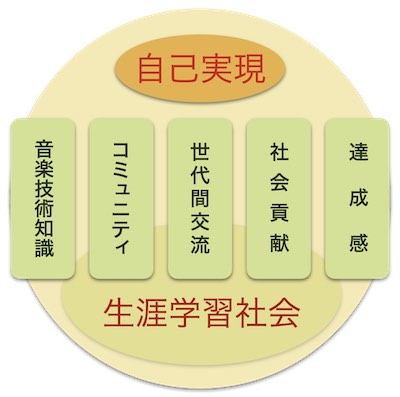 自己実現
音楽技術知識
コミュニティ
世代間交流
社会貢献
達成感
生涯学習社会